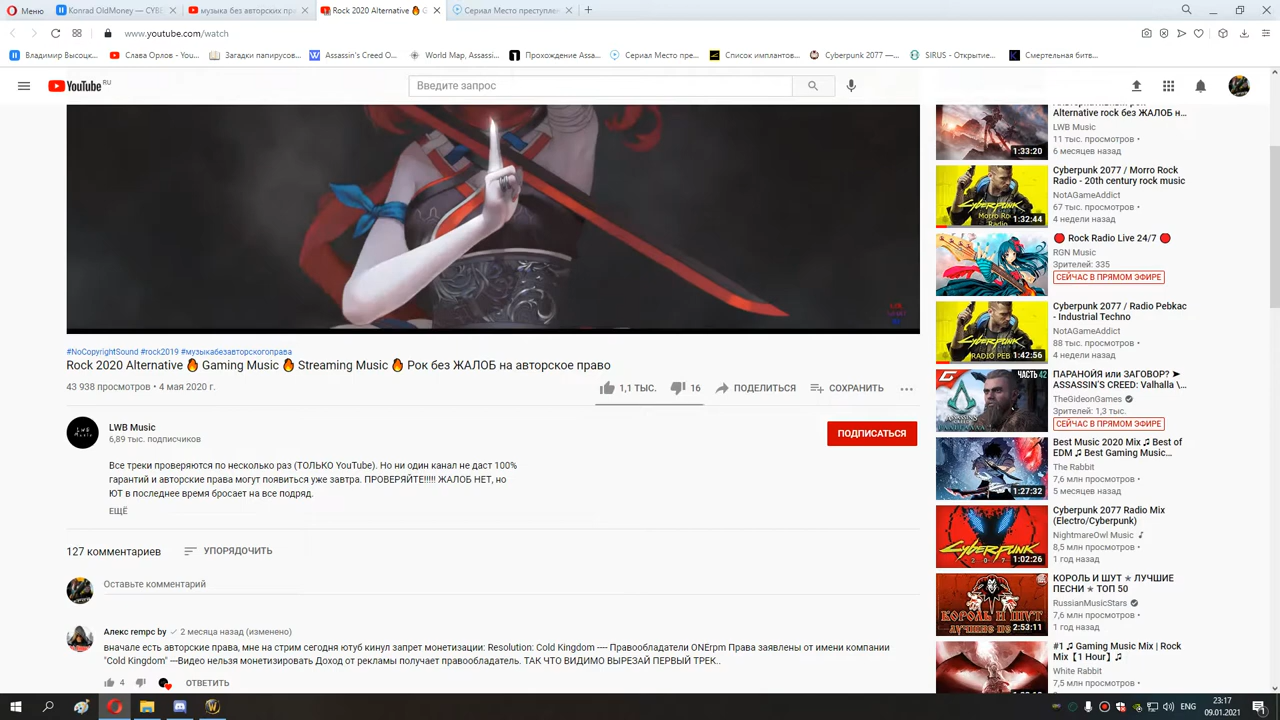 Меню
Konrad OldMoney — CYBE
музыка без авторских пра
Rock 2020 Alternative
Сериал Место преступлен
www.youtube.com/watch
Владимир Высоцк...
Слава Орлов - You...
Загадки папирусов...
Assassin's Creed O...
World Map, Assassi...
Прохождение Assa...
Сериал Место пре...
Список имплантов...
Cyberpunk 2077 —...
SIRUS - Открытие...
Смертельная битв...
YouTube RU
Введите запрос
#NoCopyrightSound #rock2019 #музыкабезавторскогоправа
Rock 2020 Alternative 🔥 Gaming Music 🔥 Streaming Music 🔥 Рок без ЖАЛОБ на авторское право
43 938 просмотров • 4 мая 2020 г.
1,1 ТЫС.
16
ПОДЕЛИТЬСЯ
СОХРАНИТЬ
LWB Music
6,89 тыс. подписчиков
ПОДПИСАТЬСЯ
Все треки проверяются по несколько раз (ТОЛЬКО YouTube). Но ни один канал не даст 100%
гарантий и авторские права могут появиться уже завтра. ПРОВЕРЯЙТЕ!!!!! ЖАЛОБ НЕТ, но
ЮТ в последнее время бросает на все подряд.
ЕЩЁ
127 комментариев
УПОРЯДОЧИТЬ
Оставьте комментарий
Алекс rempc by 2 месяца назад (изменено)
вначале есть авторские права, мне на стрим сегодня ютуб кинул запрет монетизации: Resolution: Cold Kingdom ---- Правообладатели ONErpm Права заявлены от имени компании
"Cold Kingdom" ---Видео нельзя монетизировать Доход от рекламы получает правообладатель. ТАК ЧТО ВИДИМО ВЫРЕЗАЙ ПЕРВЫЙ ТРЕК..
4
ОТВЕТИТЬ
Alternative rock без ЖАЛОБ н...
LWB Music
11 тыс. просмотров •
6 месяцев назад
1:33:20
Cyberpunk 2077 / Morro Rock
Radio - 20th century rock music
NotAGameAddict
67 тыс. просмотров •
4 недели назад
1:32:44
Rock Radio Live 24/7
RGN Music
Зрителей: 335
СЕЙЧАС В ПРЯМОМ ЭФИРЕ
Cyberpunk 2077 / Radio Pebkac
- Industrial Techno
NotAGameAddict
88 тыс. просмотров •
4 недели назад
1:42:56
ПАРАНОЙЯ или ЗАГОВОР? ➤
ASSASSIN'S CREED: Valhalla \...
TheGideonGames
Зрителей: 1,3 тыс.
СЕЙЧАС В ПРЯМОМ ЭФИРЕ
ЧАСТЬ 42
Best Music 2020 Mix ♫ Best of
EDM ♫ Best Gaming Music...
The Rabbit
7,6 млн просмотров •
5 месяцев назад
1:27:32
Cyberpunk 2077 Radio Mix
(Electro/Cyberpunk)
NightmareOwl Music
8,5 млн просмотров •
1 год назад
1:02:26
КОРОЛЬ И ШУТ ★ ЛУЧШИЕ
ПЕСНИ ★ ТОП 50
RussianMusicStars
7,6 млн просмотров •
1 год назад
2:53:11
#1 ♫ Gaming Music Mix | Rock
Mix【1 Hour】♫
White Rabbit
7,5 млн просмотров •
ENG
23:17
09.01.2021